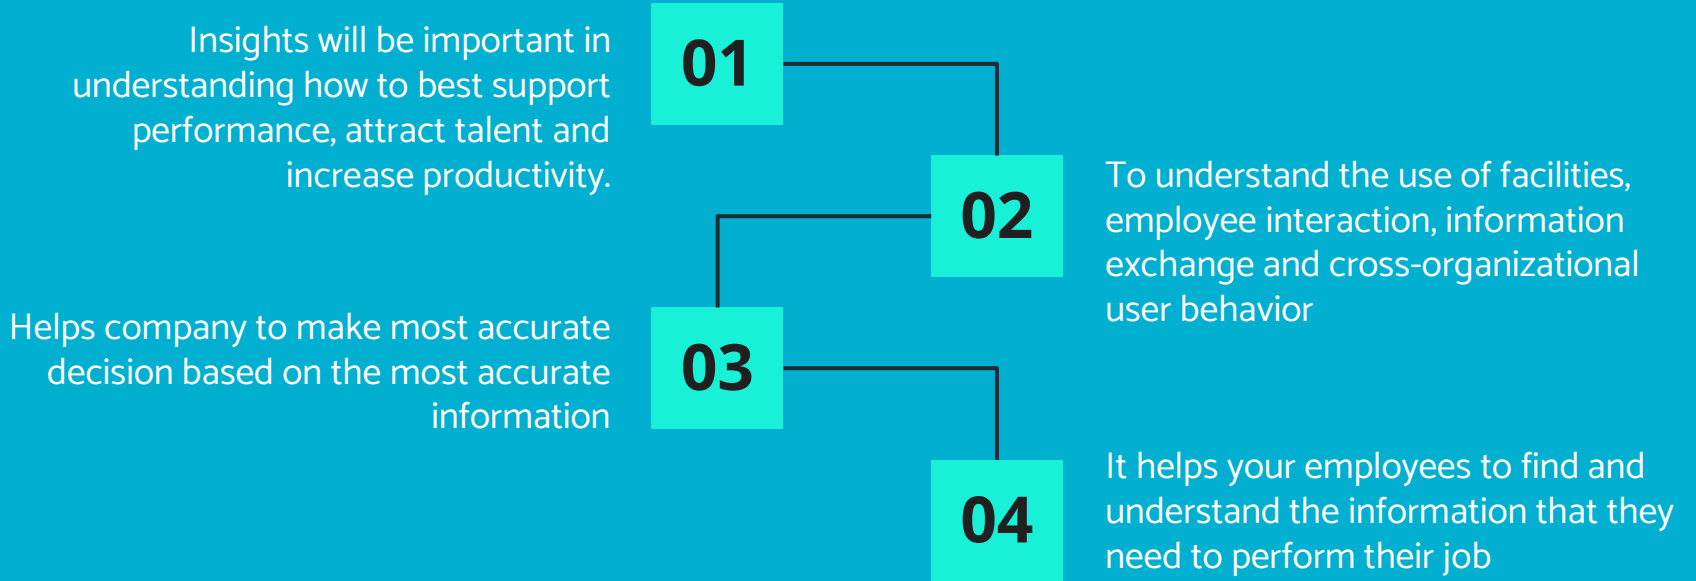 01
Insights will be important in
understanding how to best support
performance, attract talent and
increase productivity.
02
To understand the use of facilities,
employee interaction, information
exchange and cross-organizational
user behavior
03
Helps company to make most accurate
decision based on the most accurate
information
04
It helps your employees to find and
understand the information that they
need to perform their job